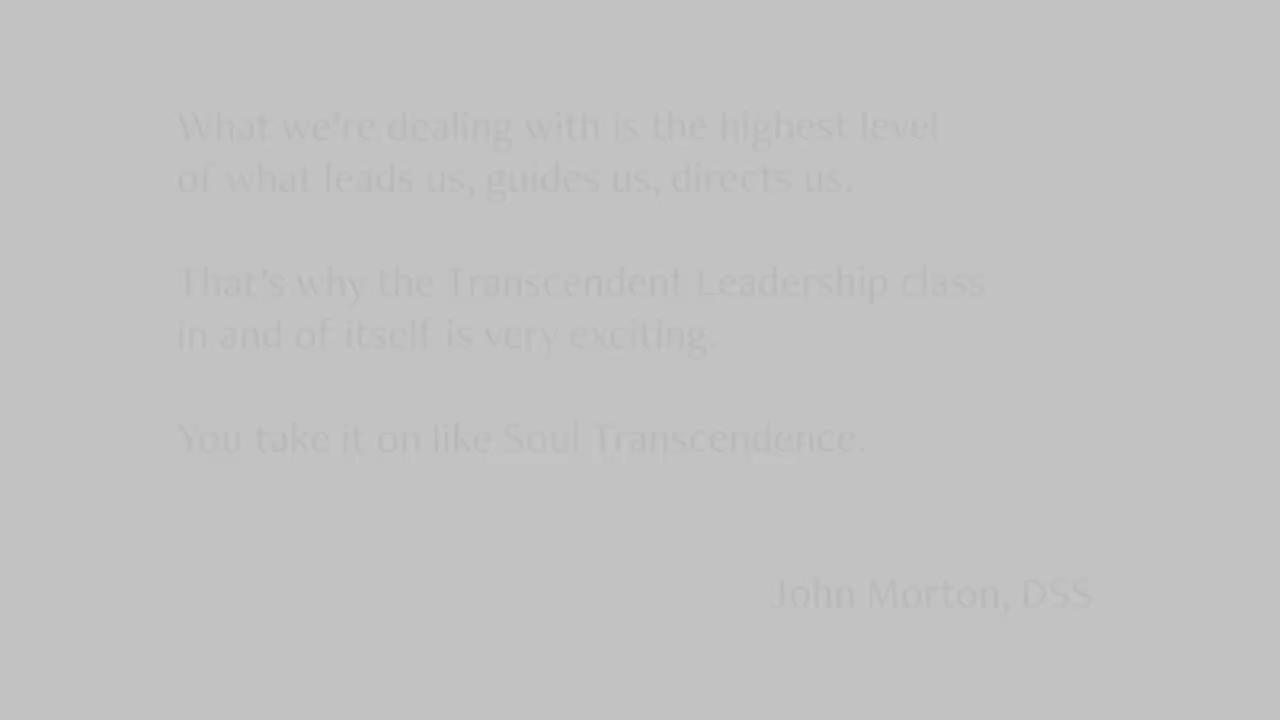 What we're dealing with is the highest level
of what leads us, guides us, directs us.
That's why the Transcendent Leadership class
in and of itself is very exciting.
You take it on like Soul Transcendence.
John Morton, DSS